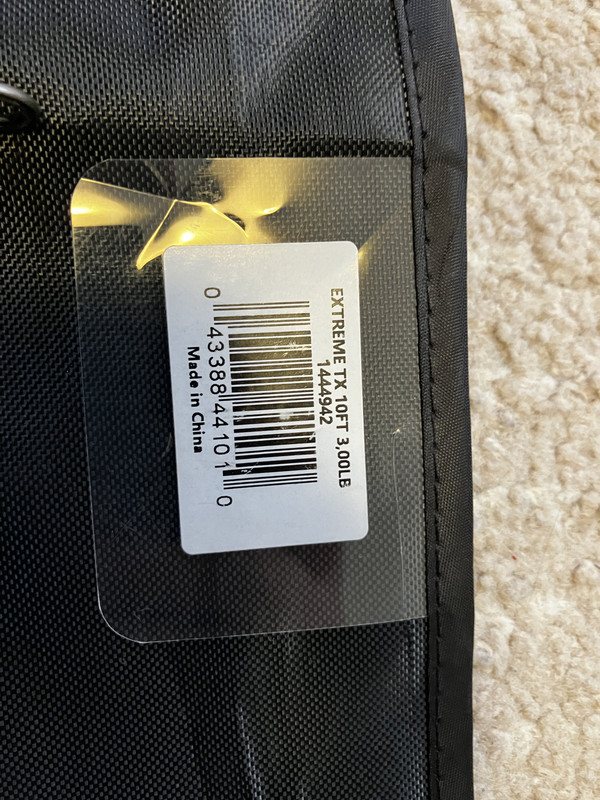 EXTREME TX 10FT 3,00LB
1444942
0 43388 44101 0
Made in China